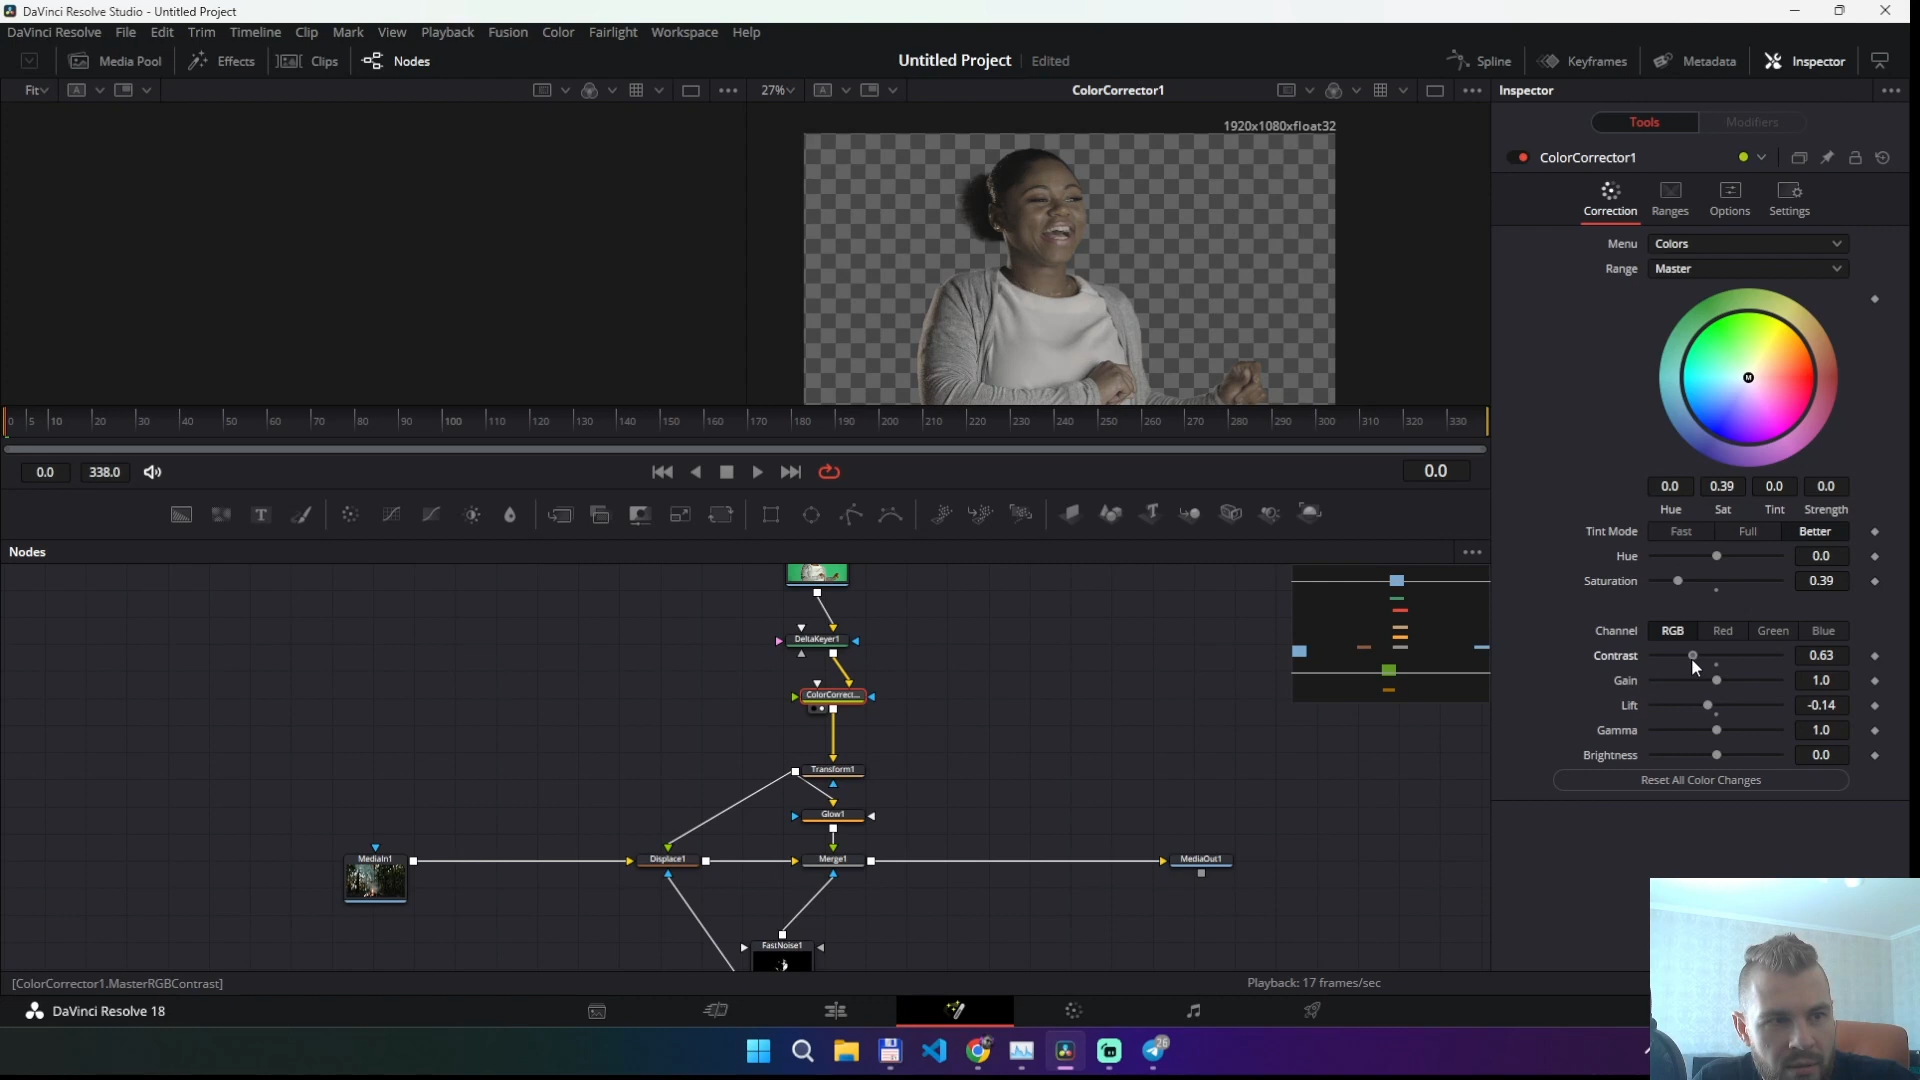 DaVinci Resolve Studio - Untitled Project
DaVinci Resolve File Edit Trim Timeline Clip Mark View Playback Fusion Color Fairlight Workspace Help
Media Pool Effects Clips Nodes Untitled Project Edited Spline Keyframes Metadata Inspector
Fit A 27% A ColorCorrector1 Inspector
1920x1080xfloat32
Tools Modifiers
ColorCorrector1
Correction Ranges Options Settings
Menu Colors
Range Master
M
0 5 10 20 30 40 50 60 70 80 90 100 110 120 130 140 150 160 170 180 190 200 210 220 230 240 250 260 270 280 290 300 310 320 330
0.0 338.0 0.0
0.0 0.39 0.0 0.0
Hue Sat Tint Strength
Tint Mode Fast Full Better
Hue 0.0
Saturation 0.39
Channel RGB Red Green Blue
Contrast 0.63
Gain 1.0
Lift -0.14
Gamma 1.0
Brightness 0.0
Reset All Color Changes
Nodes
DeltaKeyer1
ColorCorrect...
Transform1
Glow1
MediaIn1 Displace1 Merge1 MediaOut1
FastNoise1
[ColorCorrector1.MasterRGBContrast] Playback: 17 frames/sec
DaVinci Resolve 18
26